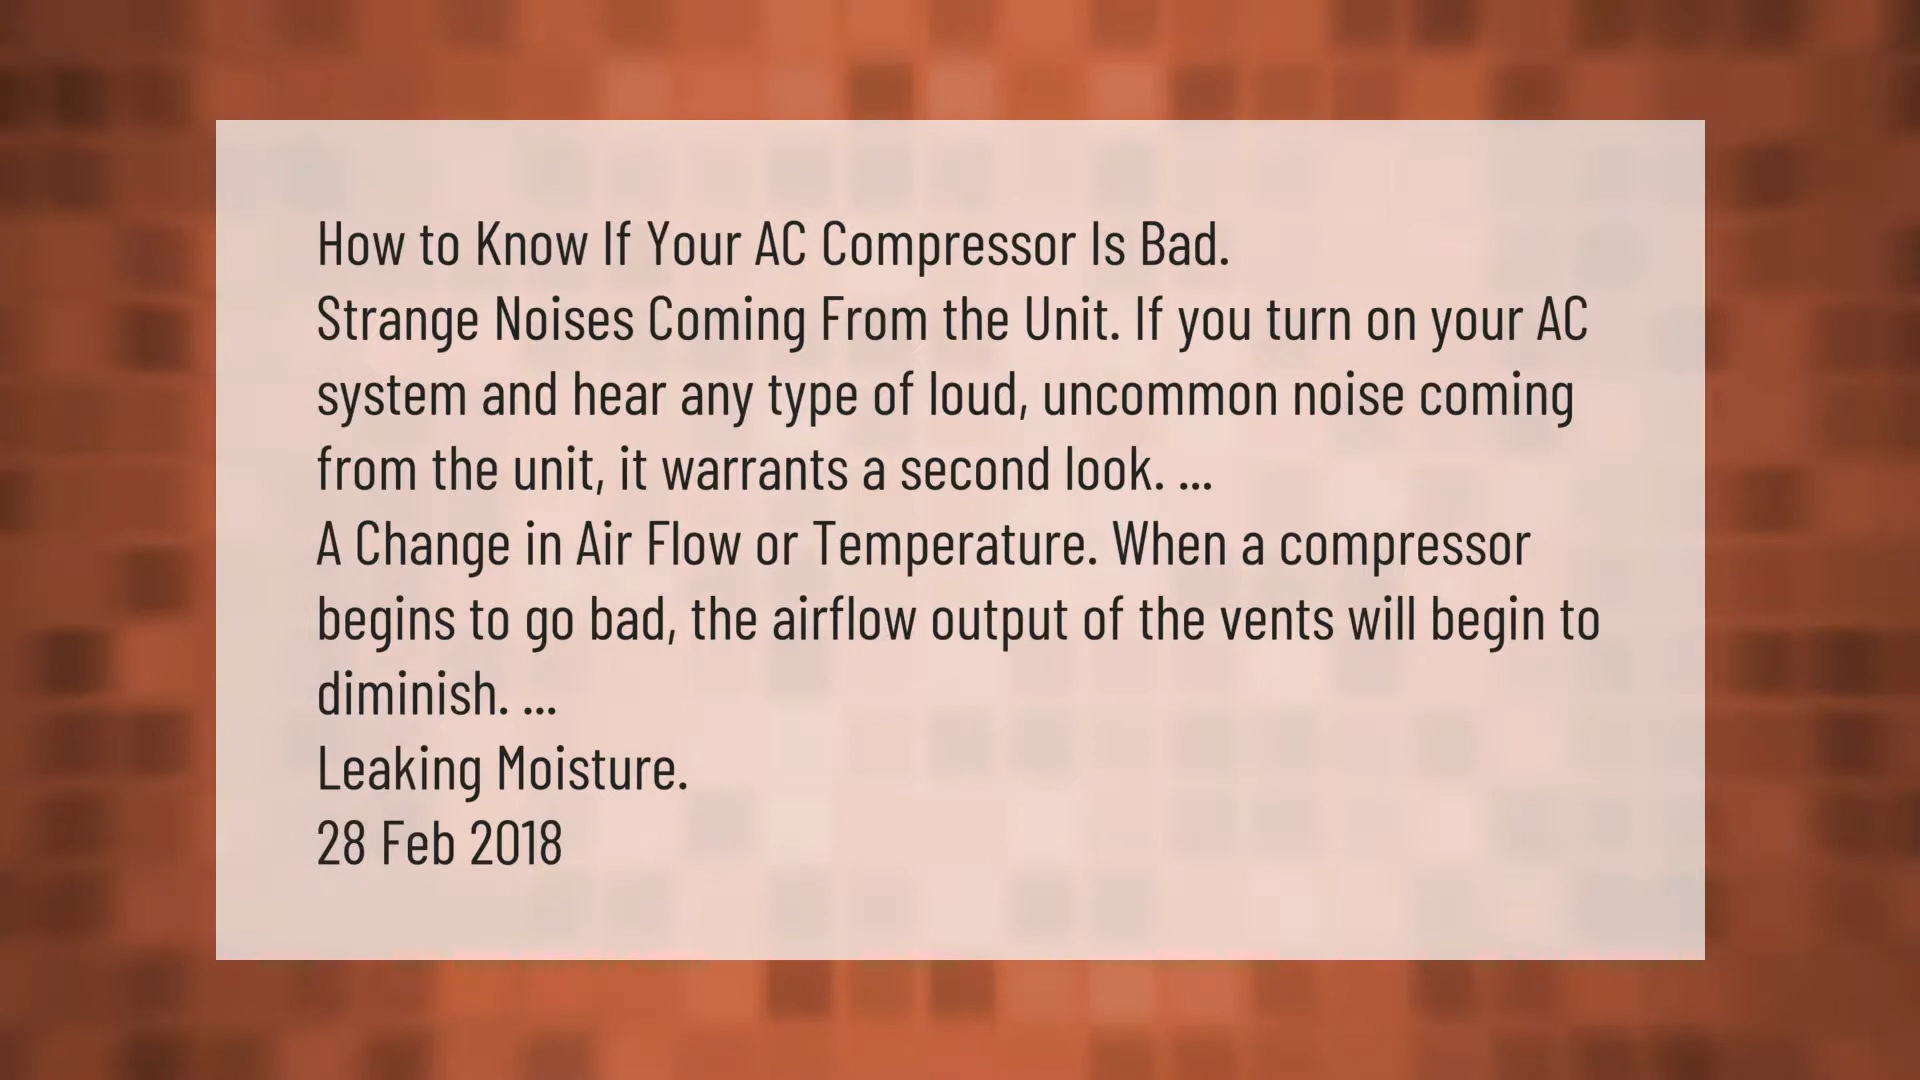 How to Know If Your AC Compressor Is Bad.
Strange Noises Coming From the Unit. If you turn on your AC
system and hear any type of loud, uncommon noise coming
from the unit, it warrants a second look. ...
A Change in Air Flow or Temperature. When a compressor
begins to go bad, the airflow output of the vents will begin to
diminish. ...
Leaking Moisture.
28 Feb 2018